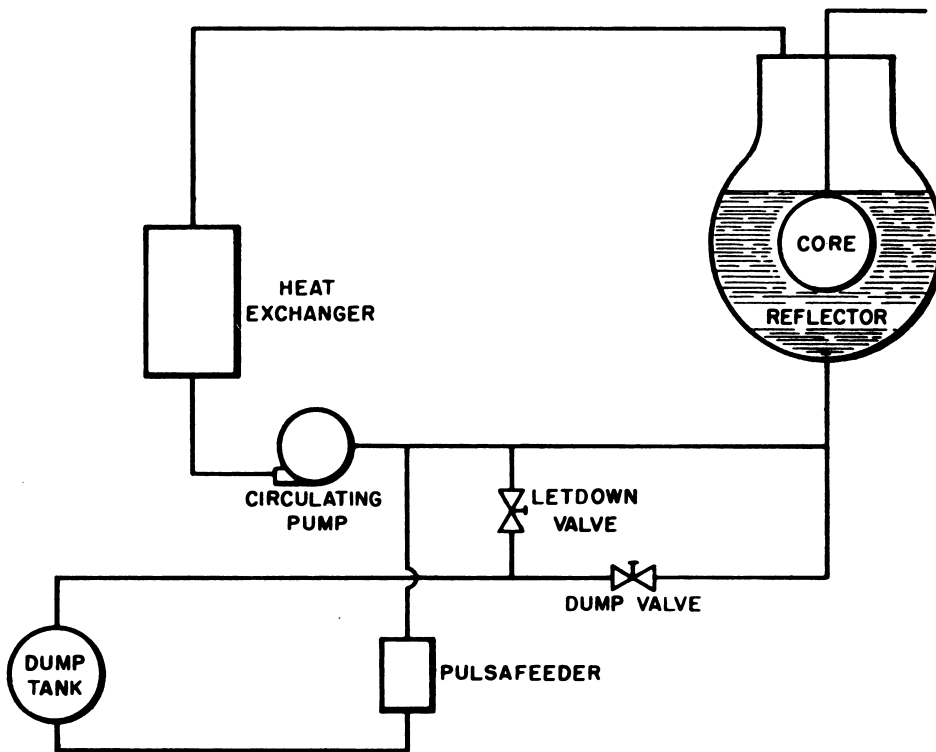 CORE
REFLECTOR
HEAT
EXCHANGER
CIRCULATING
PUMP
LETDOWN
VALVE
DUMP VALVE
DUMP
TANK
PULSAFEEDER